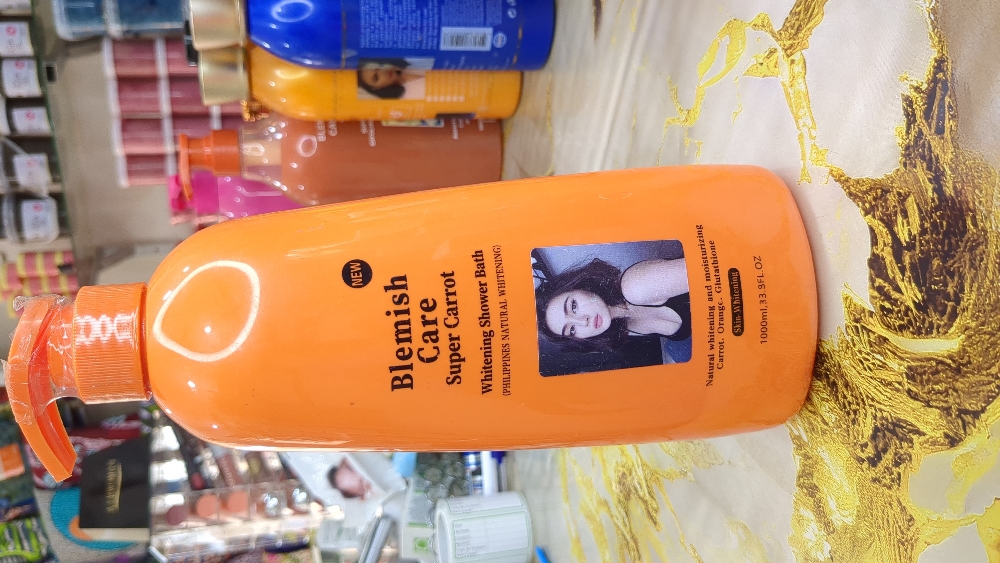 NEW
Blemish
Care
Super Carrot
Whitening Shower Bath
(PHILIPPINES NATURAL WHITENING)
Natural whitening and moisturizing
Carrot. Orange. Glutathione
Skin Whitening
1000ml.33.9FL.OZ